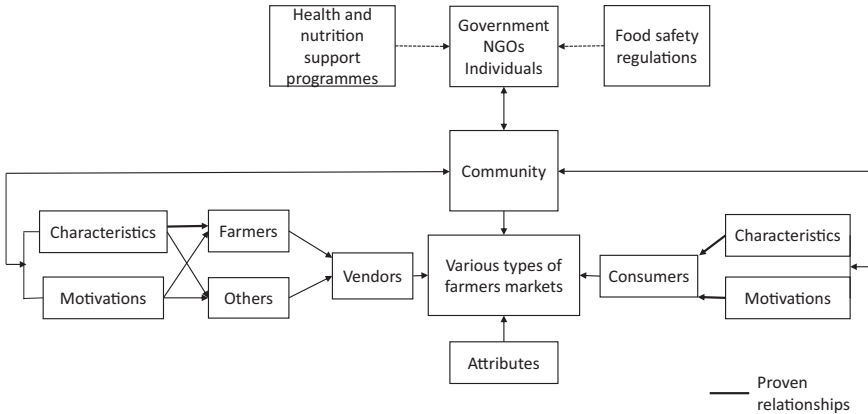 Health and
nutrition
support
programmes
Government
NGOs
Individuals
Food safety
regulations
Community
Characteristics
Farmers
Motivations
Others
Vendors
Various types of
farmers markets
Consumers
Characteristics
Motivations
Attributes
Proven
relationships